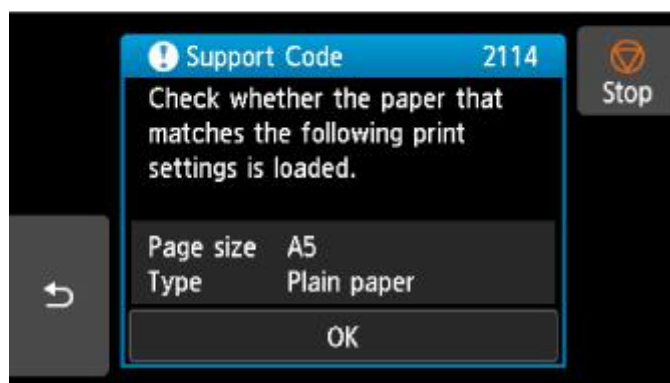 Support Code 2114
Stop
Check whether the paper that
matches the following print
settings is loaded.
Page size A5
Type Plain paper
OK